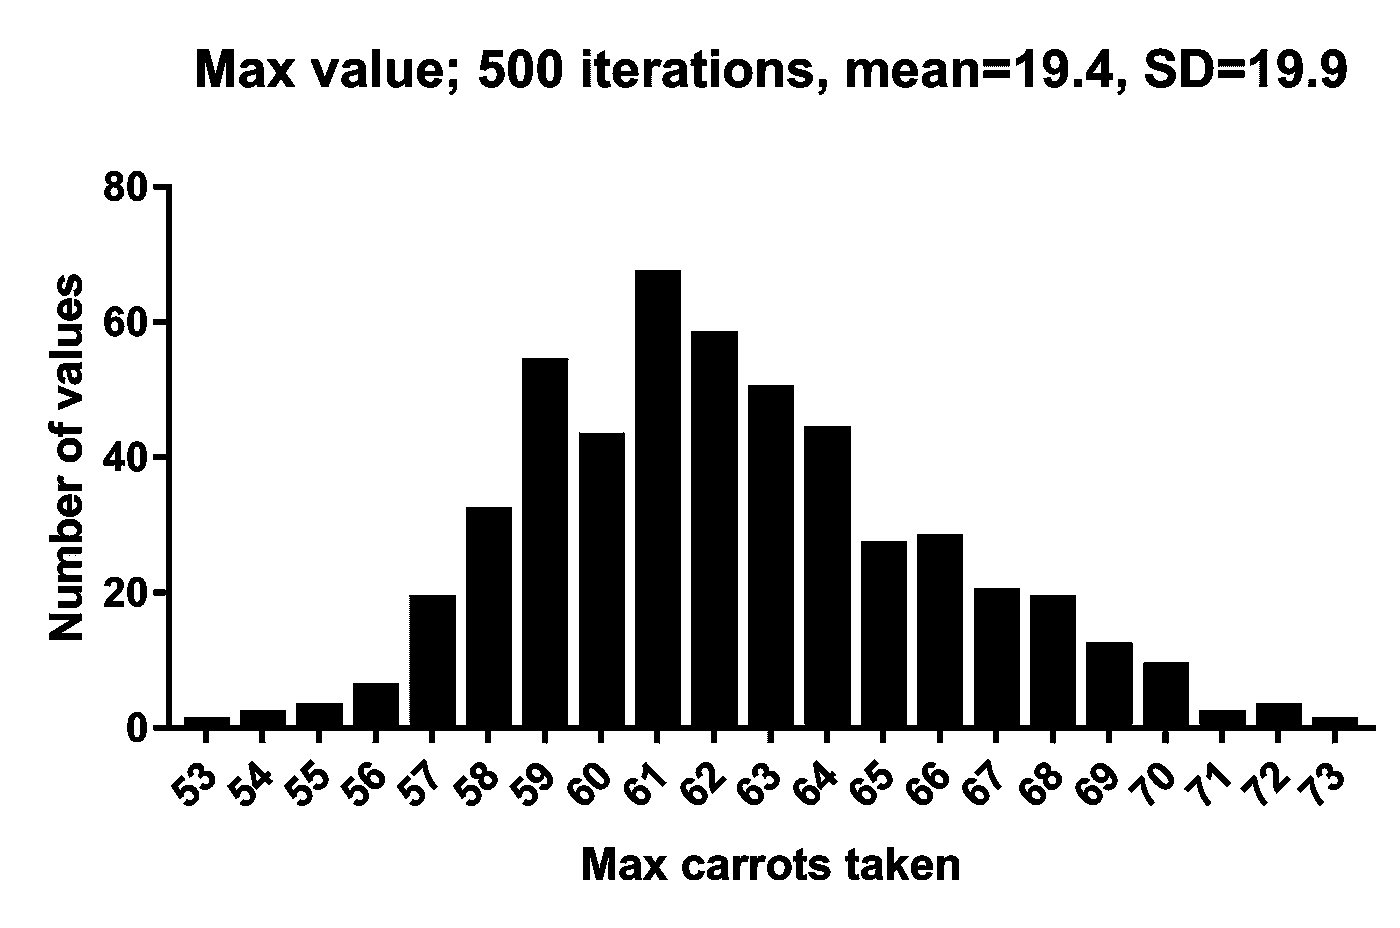 Max value; 500 iterations, mean=19.4, SD=19.9
80
60
40
20
0
Number of values
53 54 55 56 57 58 59 60 61 62 63 64 65 66 67 68 69 70 71 72 73
Max carrots taken